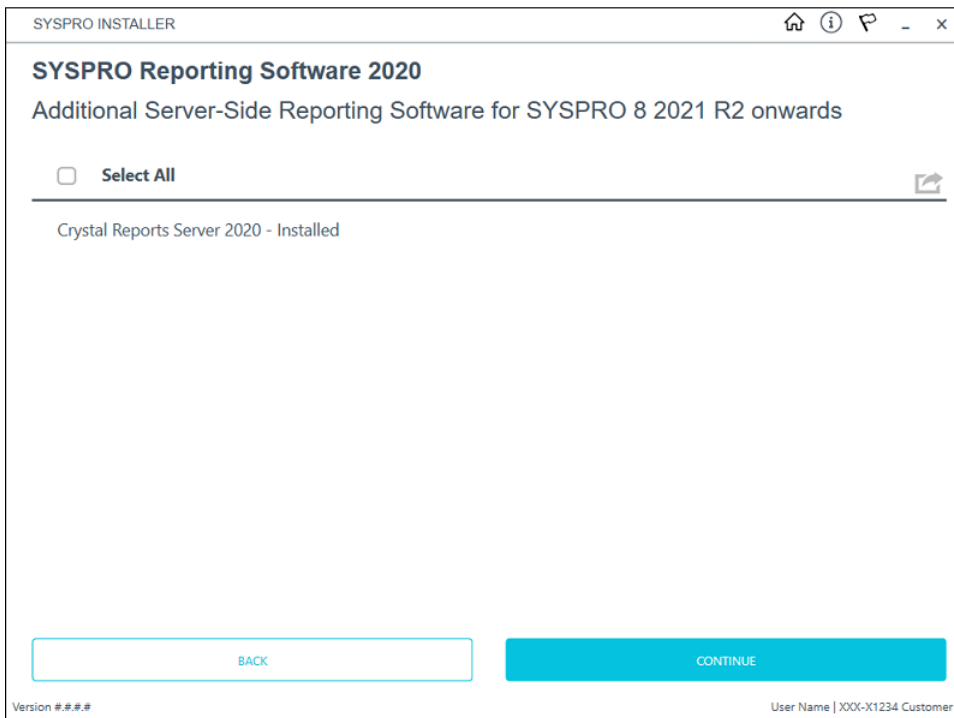 SYSPRO INSTALLER
SYSPRO Reporting Software 2020
Additional Server-Side Reporting Software for SYSPRO 8 2021 R2 onwards
Select All
Crystal Reports Server 2020 - Installed
BACK
CONTINUE
Version #.#.#.#
User Name | XXX-X1234 Customer